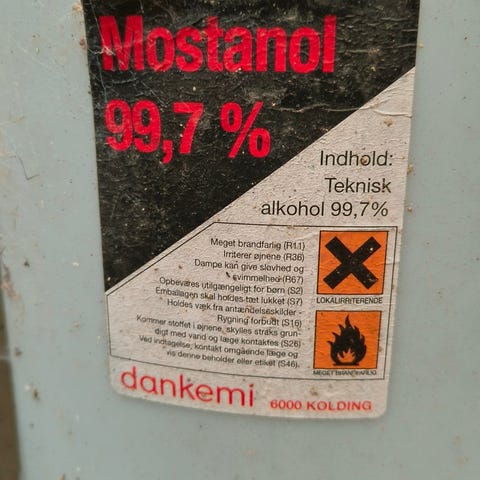 Mostanol
99,7 %
Indhold:
Teknisk
alkohol 99,7%
Meget brandfarlig (R11)
Irriterer øjnene (R36)
Dampe kan give sløvhed og
svimmelhed (R67)
Opbevares utilgængeligt for børn (S2)
Emballagen skal holdes tæt lukket (S7)
Holdes væk fra antændelseskilder -
Rygning forbudt (S16)
Kommer stoffet i øjnene, skylles straks grun-
digt med vand og læge kontaktes (S26)
Ved indtagelse, kontakt omgående læge og
vis denne beholder eller etiket (S46).
LOKALIRRITERENDE
MEGET BRANDFARLIG
dankemi
6000 KOLDING